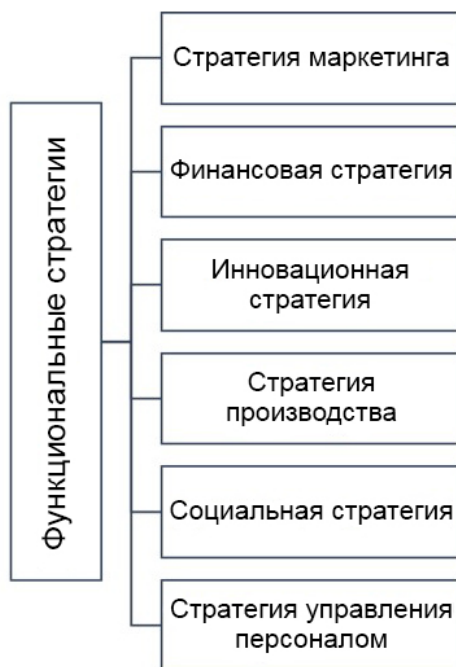 Функциональные стратегии
Стратегия маркетинга
Финансовая стратегия
Инновационная
стратегия
Стратегия
производства
Социальная стратегия
Стратегия управления
персоналом